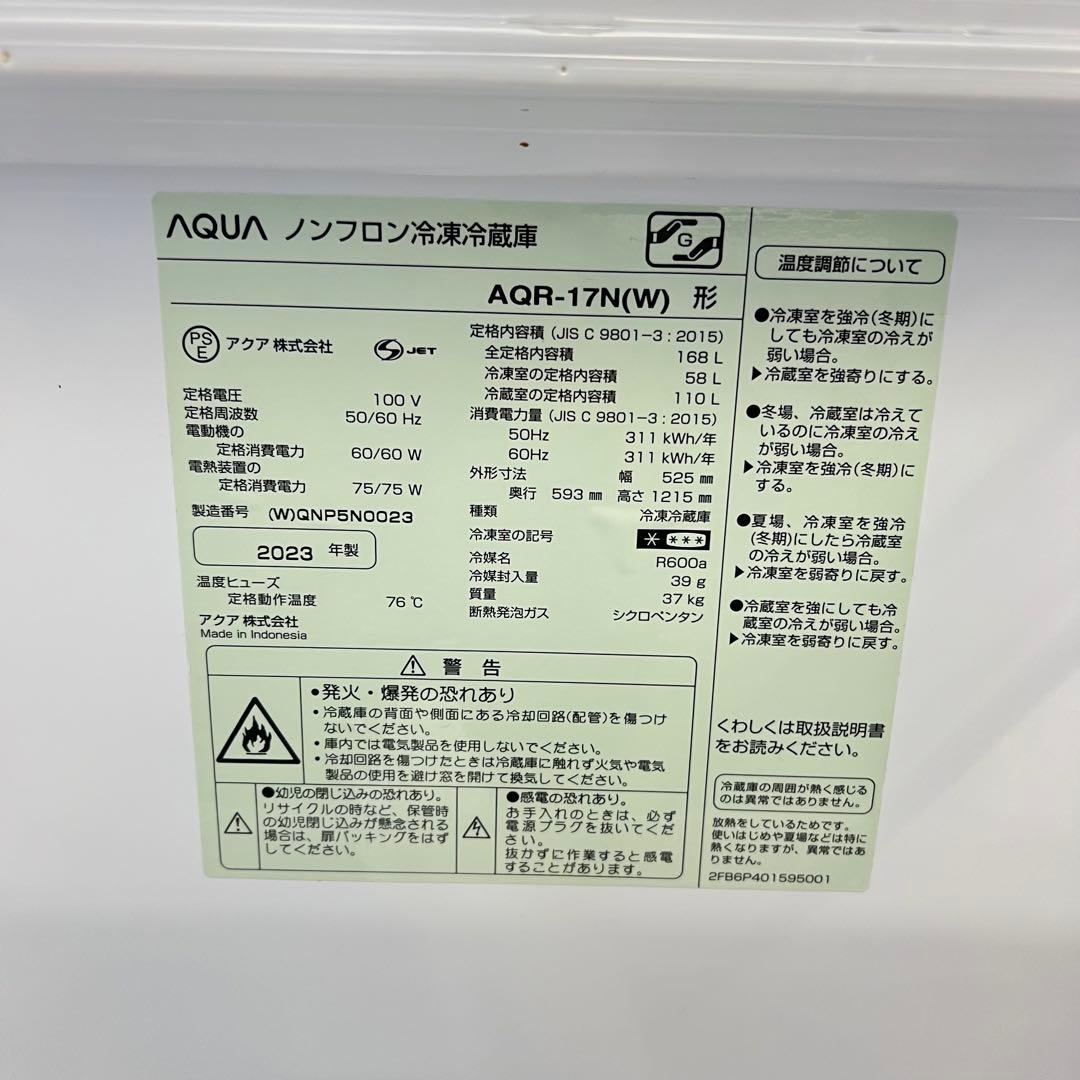 AQUA ノンフロン冷凍冷蔵庫
G
AQR-17N(W) 形
PS
E
アクア 株式会社
S JET
定格電圧 100 V
定格周波数 50/60 Hz
電動機の
定格消費電力 60/60 W
電熱装置の
定格消費電力 75/75 W
製造番号 (W)QNP5N0023
2023 年製
温度ヒューズ
定格動作温度 76 ℃
アクア 株式会社
Made in Indonesia
定格内容積 (JIS C 9801-3 : 2015)
全定格内容積 168 L
冷凍室の定格内容積 58 L
冷蔵室の定格内容積 110 L
消費電力量 (JIS C 9801-3 : 2015)
50Hz 311 kWh/年
60Hz 311 kWh/年
外形寸法 幅 525 ㎜
奥行 593 ㎜ 高さ 1215 ㎜
種類 冷凍冷蔵庫
冷凍室の記号 * ***
冷媒名 R600a
冷媒封入量 39 g
質量 37 kg
断熱発泡ガス シクロペンタン
⚠ 警 告
●発火・爆発の恐れあり
・冷蔵庫の背面や側面にある冷却回路(配管)を傷つけ
ないでください。
・庫内では電気製品を使用しないでください。
・冷却回路を傷つけたときは冷蔵庫に触れず火気や電気
製品の使用を避け窓を開けて換気してください。
●幼児の閉じ込みの恐れあり。
リサイクルの時など、保管時
の幼児閉じ込みが懸念される
場合は、扉パッキングをはず
してください。
●感電の恐れあり。
お手入れのときは、必ず
電源プラグを抜いてくだ
さい。
抜かずに作業すると感電
することがあります。
温度調節について
●冷凍室を強冷(冬期)に
しても冷凍室の冷えが
弱い場合。
▶冷蔵室を強寄りにする。
●冬場、冷蔵室は冷えて
いるのに冷凍室の冷え
が弱い場合。
▶冷凍室を強冷(冬期)に
する。
●夏場、冷凍室を強冷
(冬期)にしたら冷蔵室
の冷えが弱い場合。
▶冷凍室を弱寄りに戻す。
●冷蔵室を強にしても冷
蔵室の冷えが弱い場合。
▶冷凍室を弱寄りに戻す。
くわしくは取扱説明書
をお読みください。
冷蔵庫の周囲が熱く感じる
のは異常ではありません。
放熱をしているためです。
使いはじめや夏場などは特に
熱くなりますが、異常ではあ
りません。
2FB6P401595001